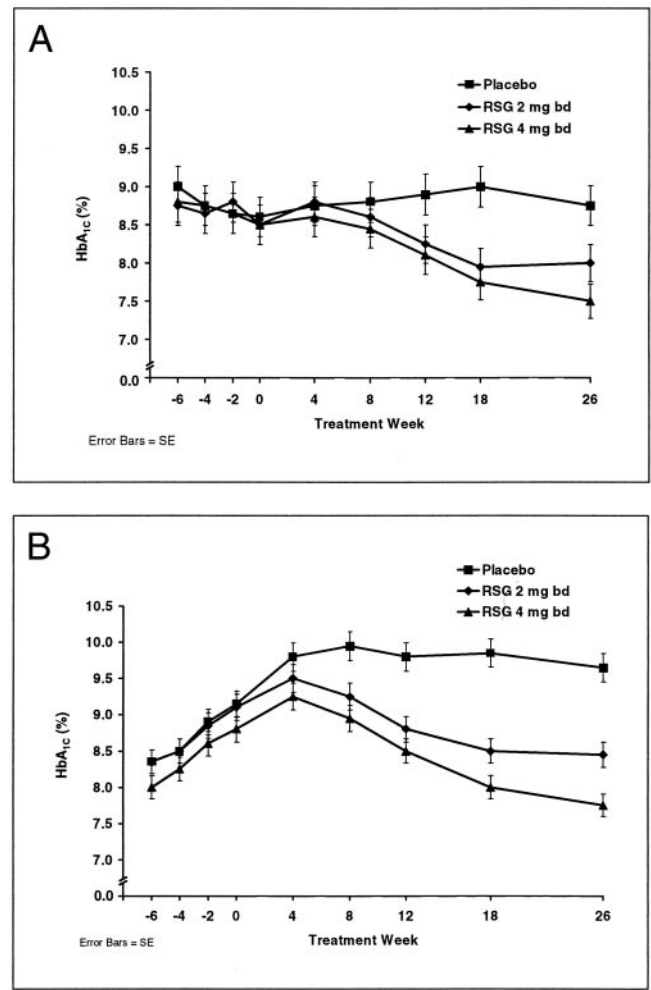 A
10.5
10.0
9.5
9.0
8.5
8.0
7.5
7.0
0.0
HbA1C (%)
Placebo
RSG 2 mg bd
RSG 4 mg bd
-6 -4 -2 0 4 8 12 18 26
Treatment Week
Error Bars = SE
B
10.5
10.0
9.5
9.0
8.5
8.0
7.5
7.0
0.0
HbA1C (%)
Placebo
RSG 2 mg bd
RSG 4 mg bd
-6 -4 -2 0 4 8 12 18 26
Treatment Week
Error Bars = SE